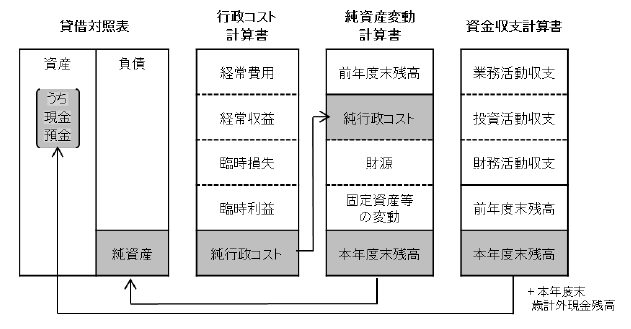 貸借対照表
資産
うち
現金
預金
負債
純資産
行政コスト
計算書
経常費用
経常収益
臨時損失
臨時利益
純行政コスト
純資産変動
計算書
前年度末残高
純行政コスト
財源
固定資産等
の変動
本年度末残高
資金収支計算書
業務活動収支
投資活動収支
財務活動収支
前年度末残高
本年度末残高
+本年度末
歳計外現金残高